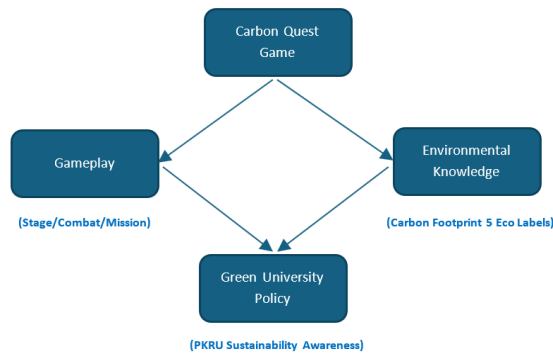 Carbon Quest
Game
Gameplay
Environmental
Knowledge
(Stage/Combat/Mission)
(Carbon Footprint 5 Eco Labels)
Green University
Policy
(PKRU Sustainability Awareness)